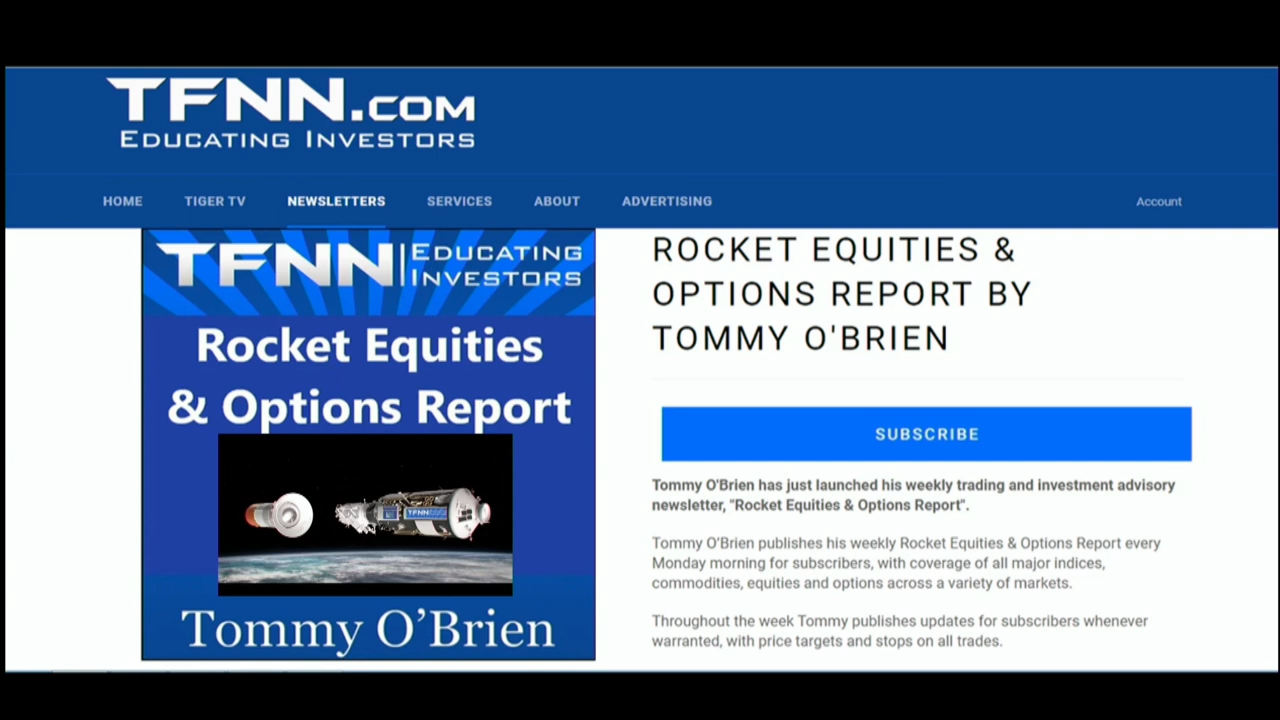 TFNN.COM
EDUCATING INVESTORS
HOME TIGER TV NEWSLETTERS SERVICES ABOUT ADVERTISING Account
TFNN | EDUCATING
INVESTORS
Rocket Equities
& Options Report
TFNN.COM
Tommy O’Brien
ROCKET EQUITIES &
OPTIONS REPORT BY
TOMMY O'BRIEN
SUBSCRIBE
Tommy O'Brien has just launched his weekly trading and investment advisory
newsletter, "Rocket Equities & Options Report".
Tommy O’Brien publishes his weekly Rocket Equities & Options Report every
Monday morning for subscribers, with coverage of all major indices,
commodities, equities and options across a variety of markets.
Throughout the week Tommy publishes updates for subscribers whenever
warranted, with price targets and stops on all trades.